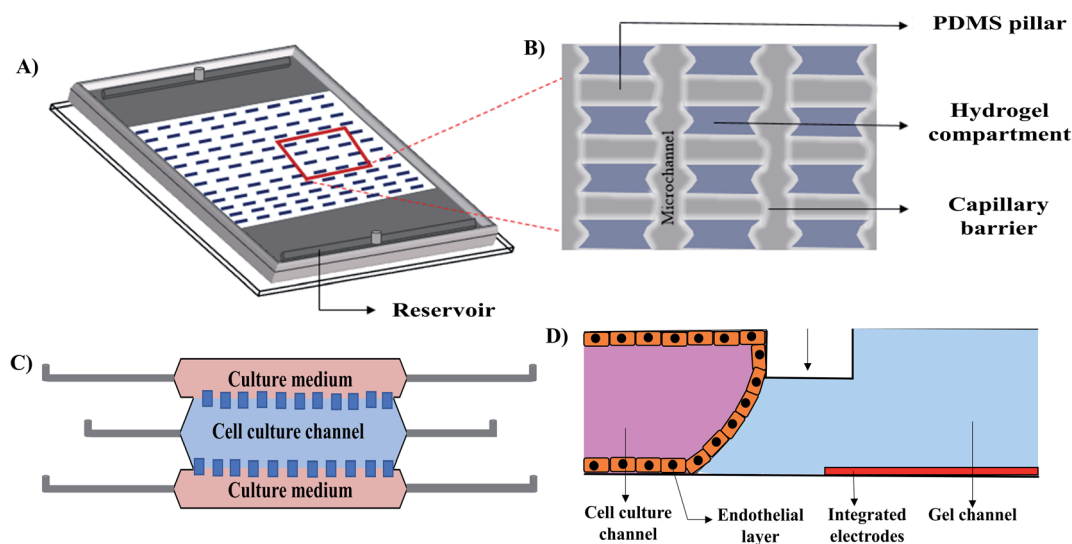 A)
B)
PDMS pillar
Hydrogel
compartment
Microchannel
Capillary
barrier
Reservoir
C)
Culture medium
Cell culture channel
Culture medium
D)
Cell culture
channel
Endothelial
layer
Integrated
electrodes
Gel channel